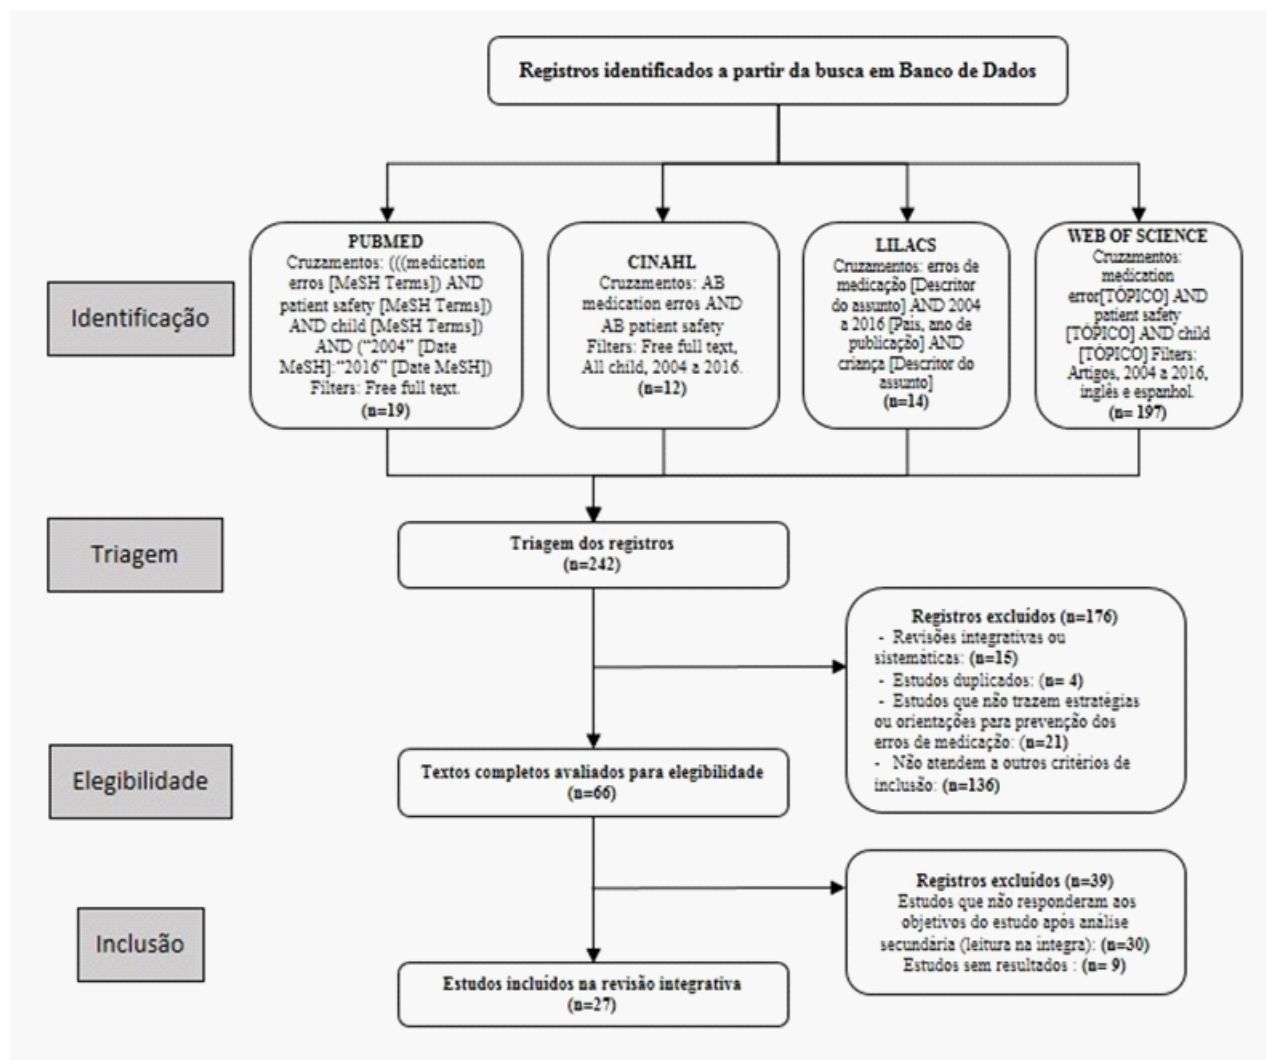 Registros identificados a partir da busca em Banco de Dados
Identificação
PUBMED
Cruzamentos: (((medication
erros [MeSH Terms]) AND
patient safety [MeSH Terms])
AND child [MeSH Terms])
AND (“2004” [Date
MeSH]:“2016” [Date MeSH])
Filters: Free full text.
(n=19)
CINAHL
Cruzamentos: AB
medication erros AND
AB patient safety
Filters: Free full text,
All child, 2004 a 2016.
(n=12)
LILACS
Cruzamentos: erros de
medicação [Descritor
do assunto] AND 2004
a 2016 [País, ano de
publicação] AND
criança [Descritor do
assunto]
(n=14)
WEB OF SCIENCE
Cruzamentos:
medication
error[TÓPICO] AND
patient safety
[TÓPICO] AND child
[TÓPICO] Filters:
Artigos, 2004 a 2016,
inglês e espanhol.
(n= 197)
Triagem
Triagem dos registros
(n=242)
Registros excluídos (n=176)
- Revisões integrativas ou
sistemáticas: (n=15)
- Estudos duplicados: (n= 4)
- Estudos que não trazem estratégias
ou orientações para prevenção dos
erros de medicação: (n=21)
- Não atendem a outros critérios de
inclusão: (n=136)
Elegibilidade
Textos completos avaliados para elegibilidade
(n=66)
Registros excluídos (n=39)
Estudos que não responderam aos
objetivos do estudo após análise
secundária (leitura na íntegra): (n=30)
Estudos sem resultados : (n= 9)
Inclusão
Estudos incluídos na revisão integrativa
(n=27)